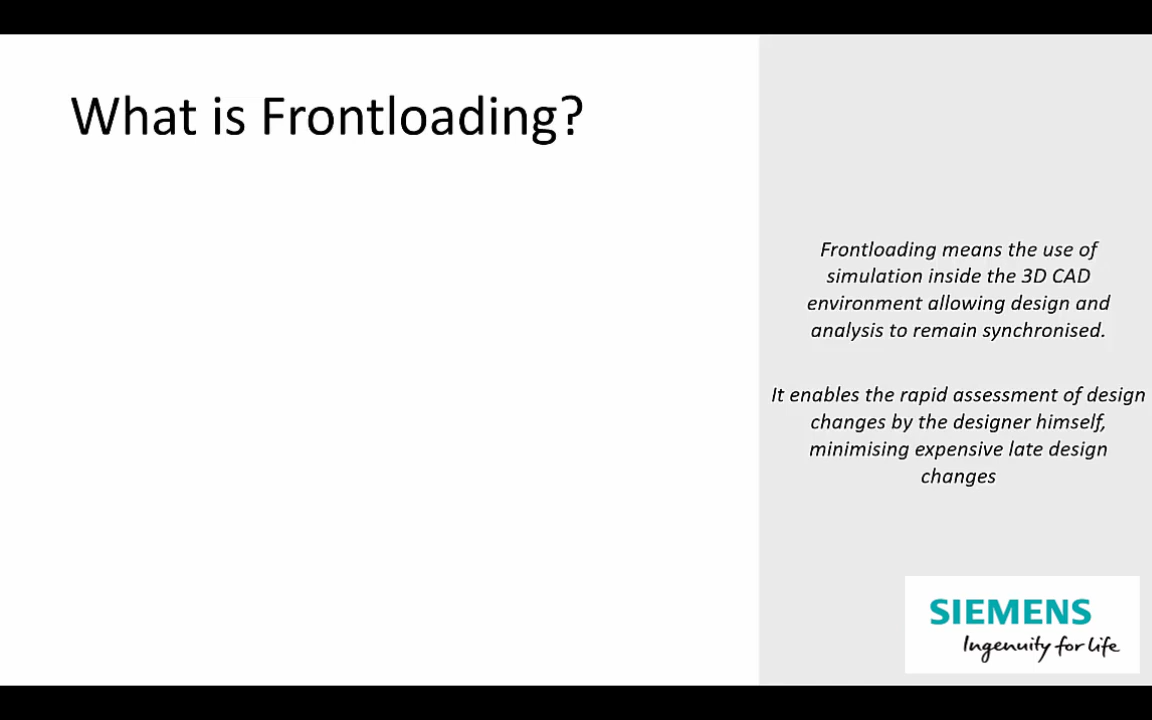 What is Frontloading?
Frontloading means the use of
simulation inside the 3D CAD
environment allowing design and
analysis to remain synchronised.
It enables the rapid assessment of design
changes by the designer himself,
minimising expensive late design
changes
SIEMENS
Ingenuity for life